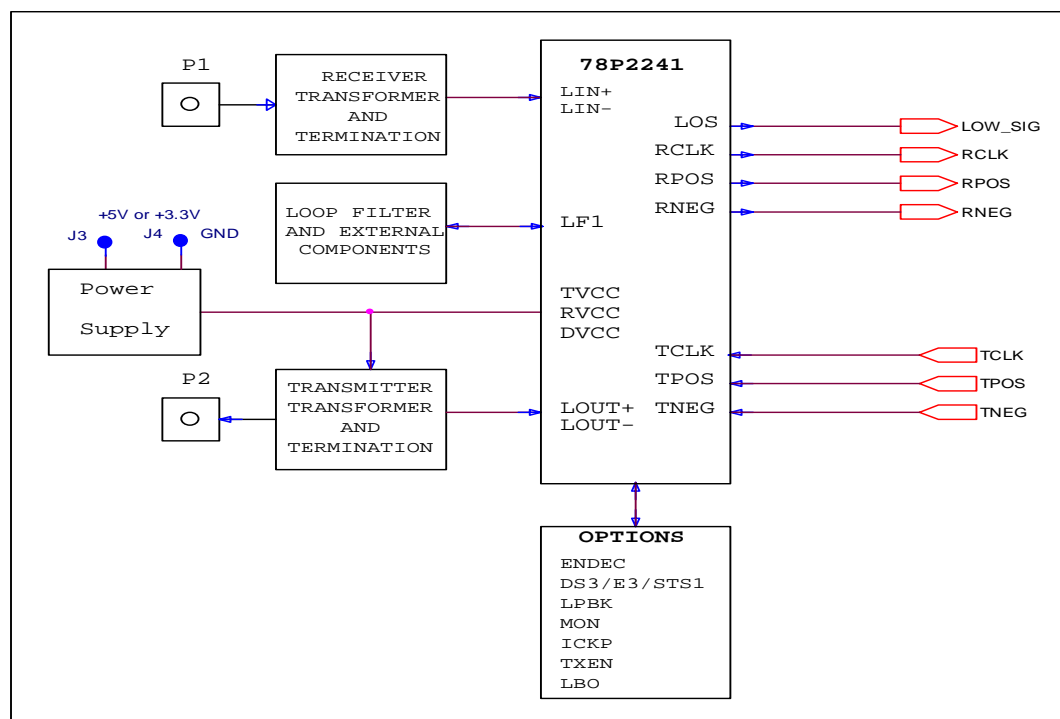 P1
RECEIVER
TRANSFORMER
AND
TERMINATION
78P2241
LIN+
LIN-
LOS
RCLK
RPOS
RNEG
LOW_SIG
RCLK
RPOS
RNEG
LOOP FILTER
AND EXTERNAL
COMPONENTS
LF1
+5V or +3.3V
J3
J4
GND
Power
Supply
TVCC
RVCC
DVCC
TCLK
TPOS
TNEG
TCLK
TPOS
TNEG
P2
TRANSMITTER
TRANSFORMER
AND
TERMINATION
LOUT+
LOUT-
OPTIONS
ENDEC
DS3/E3/STS1
LPBK
MON
ICKP
TXEN
LBO